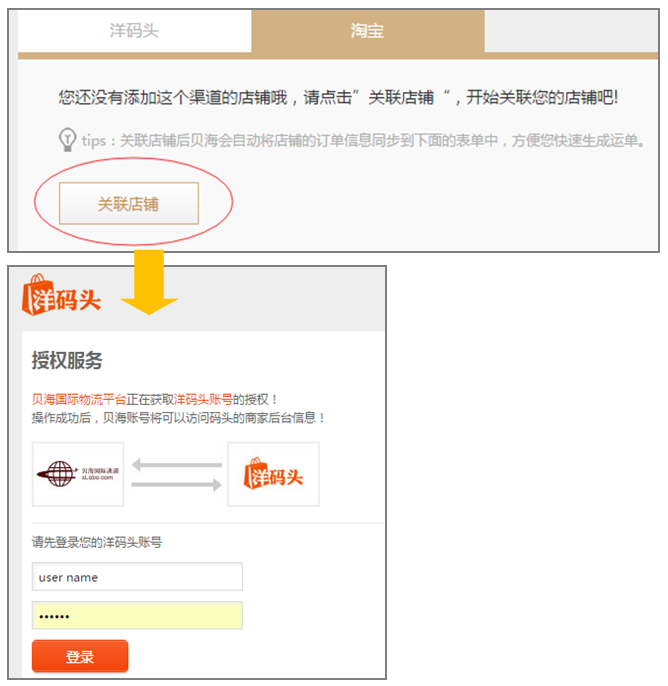 洋码头
淘宝
您还没有添加这个渠道的店铺哦，请点击”关联店铺“，开始关联您的店铺吧!
tips：关联店铺后贝海会自动将店铺的订单信息同步到下面的表单中，方便您快速生成运单。
关联店铺
洋码头
授权服务
贝海国际物流平台正在获取洋码头账号的授权！
操作成功后，贝海账号将可以访问码头的商家后台信息！
贝海国际速递
xLobo.com
洋码头
请先登录您的洋码头账号
user name
••••••
登录